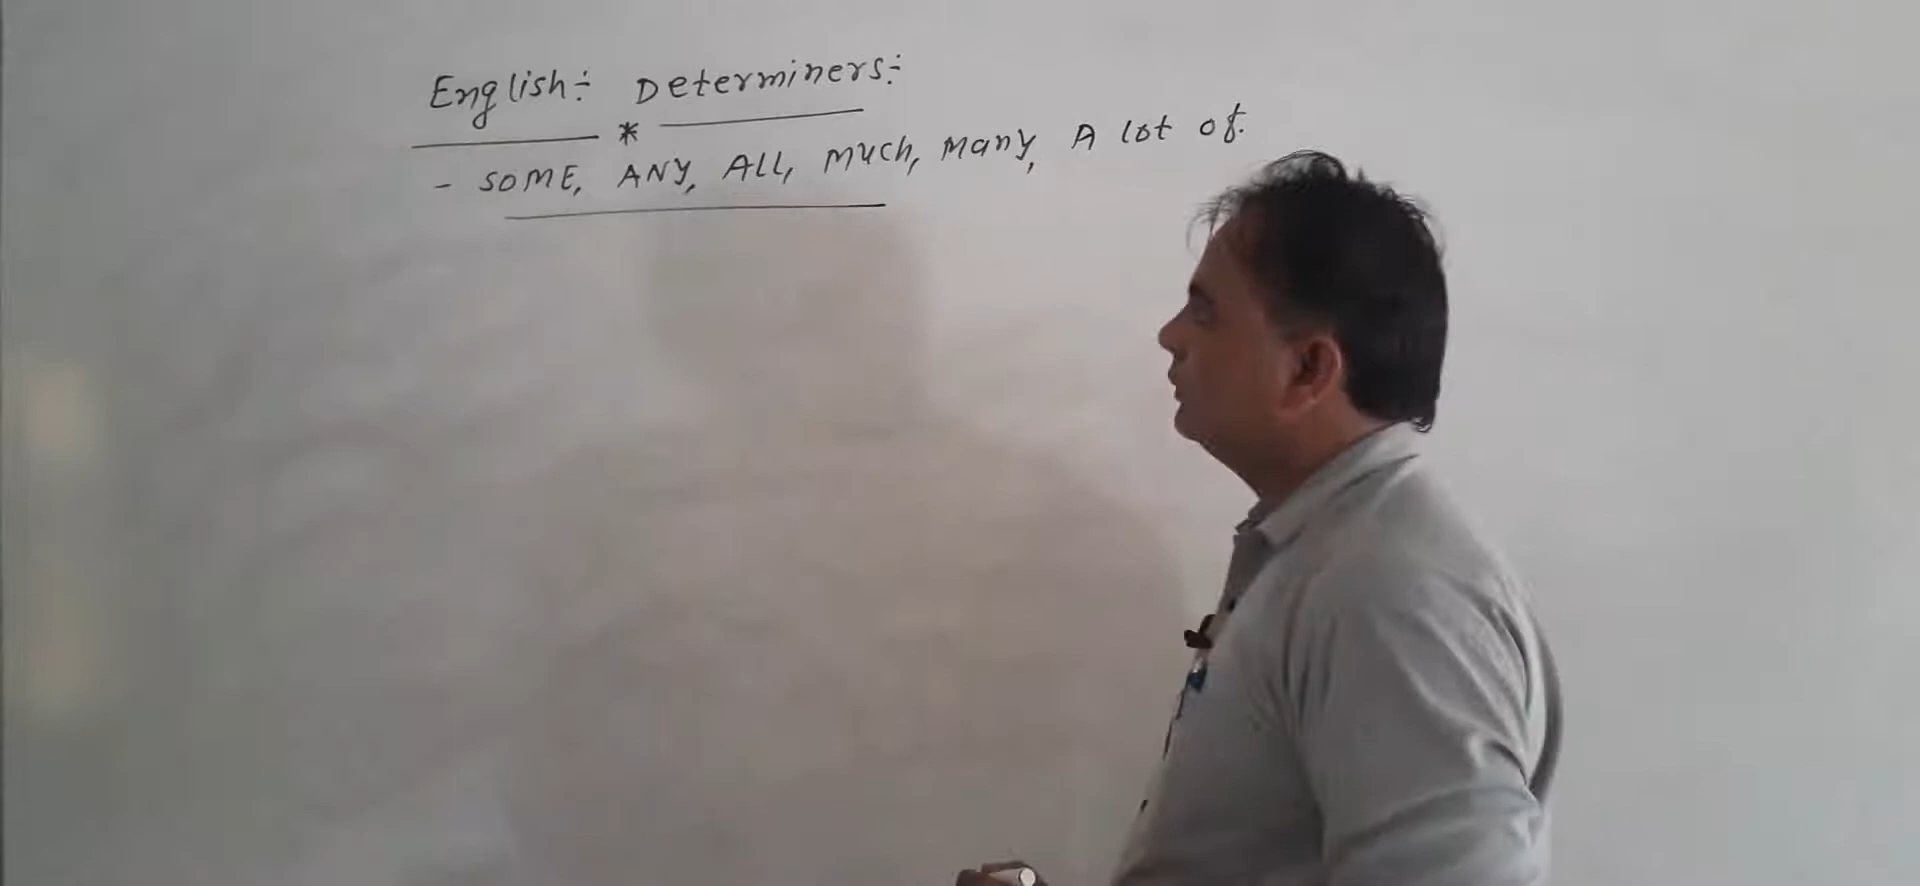 English÷ Determiners÷
*
- SOME, ANY, ALL, MUCH, Many, A lot of.